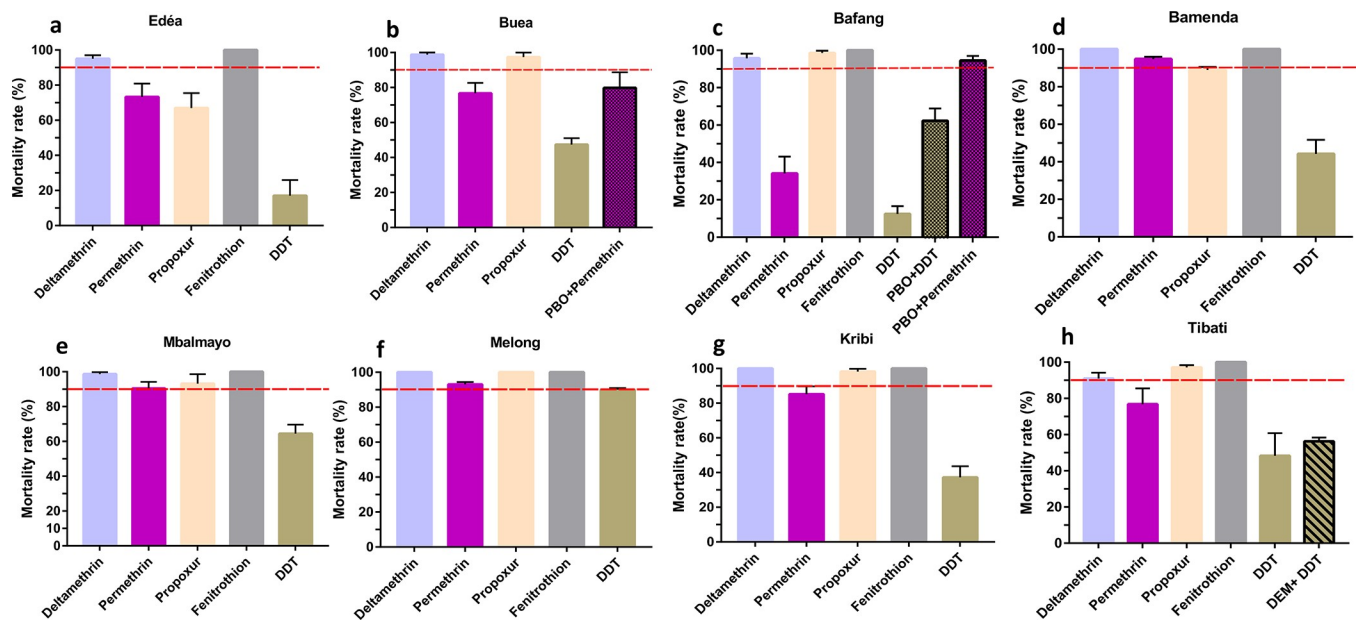 a Edéa
Mortality rate (%)
100
80
60
40
20
0
Deltamethrin
Permethrin
Propoxur
Fenitrothion
DDT
b Buea
Mortality rate (%)
100
80
60
40
20
0
Deltamethrin
Permethrin
Propoxur
DDT
PBO+Permethrin
c Bafang
Mortality rate (%)
100
80
60
40
20
0
Deltamethrin
Permethrin
Propoxur
Fenitrothion
DDT
PBO+DDT
PBO+Permethrin
d Bamenda
Mortality rate (%)
100
80
60
40
20
0
Deltamethrin
Permethrin
Propoxur
Fenitrothion
DDT
e Mbalmayo
Mortality rate (%)
100
80
60
40
20
0
Deltamethrin
Permethrin
Propoxur
Fenitrothion
DDT
f Melong
Mortality rate (%)
100
80
60
40
20
0
Deltamethrin
Permethrin
Propoxur
Fenitrothion
DDT
g Kribi
Mortality rate(%)
100
80
60
40
20
0
Deltamethrin
Permethrin
Propoxur
Fenitrothion
DDT
h Tibati
Mortality rate (%)
100
80
60
40
20
0
Deltamethrin
Permethrin
Propoxur
Fenitrothion
DDT
DEM+ DDT